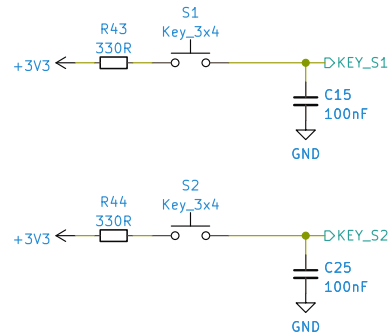 S1
R43
Key_3x4
330R
+3V3
KEY_S1
C15
100nF
GND
S2
R44
Key_3x4
330R
+3V3
KEY_S2
C25
100nF
GND